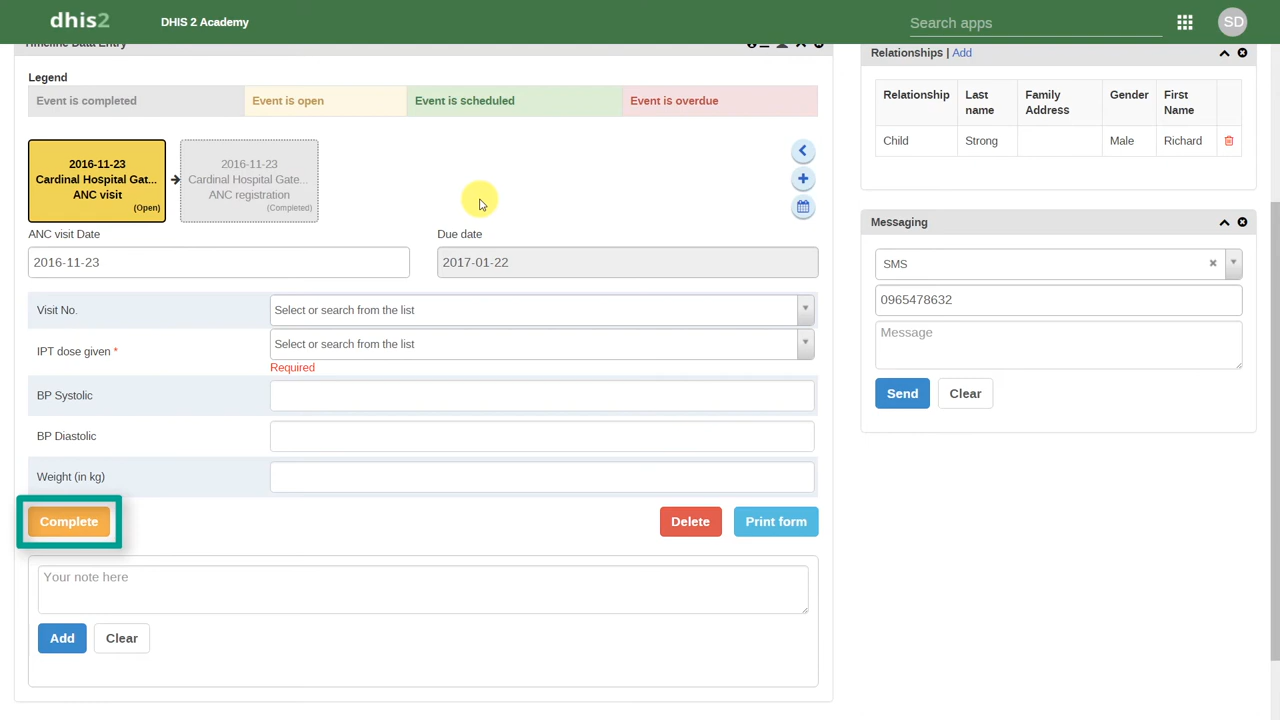 dhis2
DHIS 2 Academy
Search apps
SD
Timeline Data Entry
Legend
Event is completed
Event is open
Event is scheduled
Event is overdue
2016-11-23
Cardinal Hospital Gat...
ANC visit
(Open)
2016-11-23
Cardinal Hospital Gate...
ANC registration
(Completed)
ANC visit Date
Due date
2016-11-23
2017-01-22
Visit No.
Select or search from the list
IPT dose given *
Select or search from the list
Required
BP Systolic
BP Diastolic
Weight (in kg)
Complete
Delete
Print form
Your note here
Add
Clear
Relationships | Add
Relationship
Last name
Family Address
Gender
First Name
Child
Strong
Male
Richard
Messaging
SMS
0965478632
Message
Send
Clear